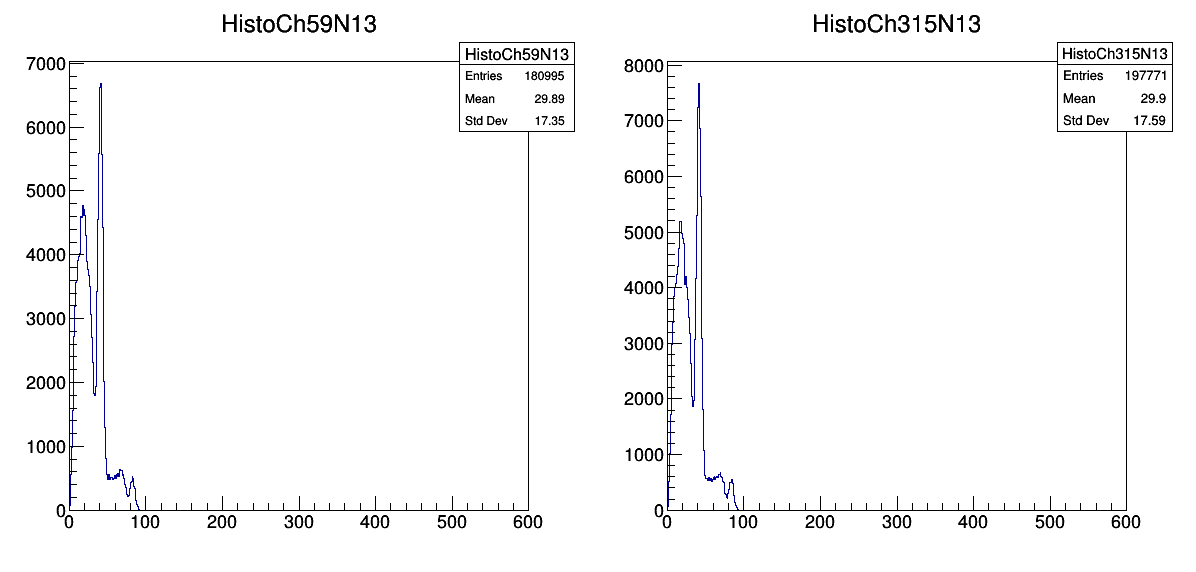 HistoCh59N13
HistoCh59N13
Entries 180995
Mean 29.89
Std Dev 17.35
7000
6000
5000
4000
3000
2000
1000
0
0 100 200 300 400 500 600
HistoCh315N13
HistoCh315N13
Entries 197771
Mean 29.9
Std Dev 17.59
8000
7000
6000
5000
4000
3000
2000
1000
0
0 100 200 300 400 500 600